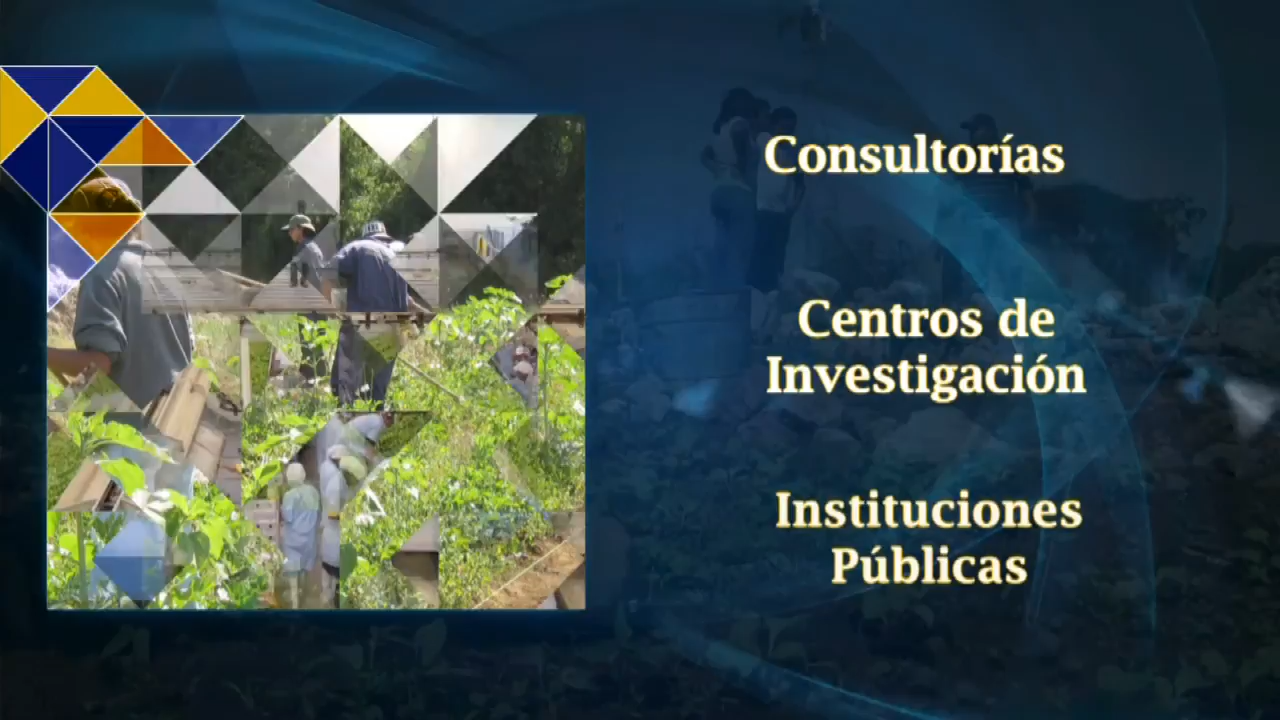 Consultorías
Centros de
Investigación
Instituciones
Públicas